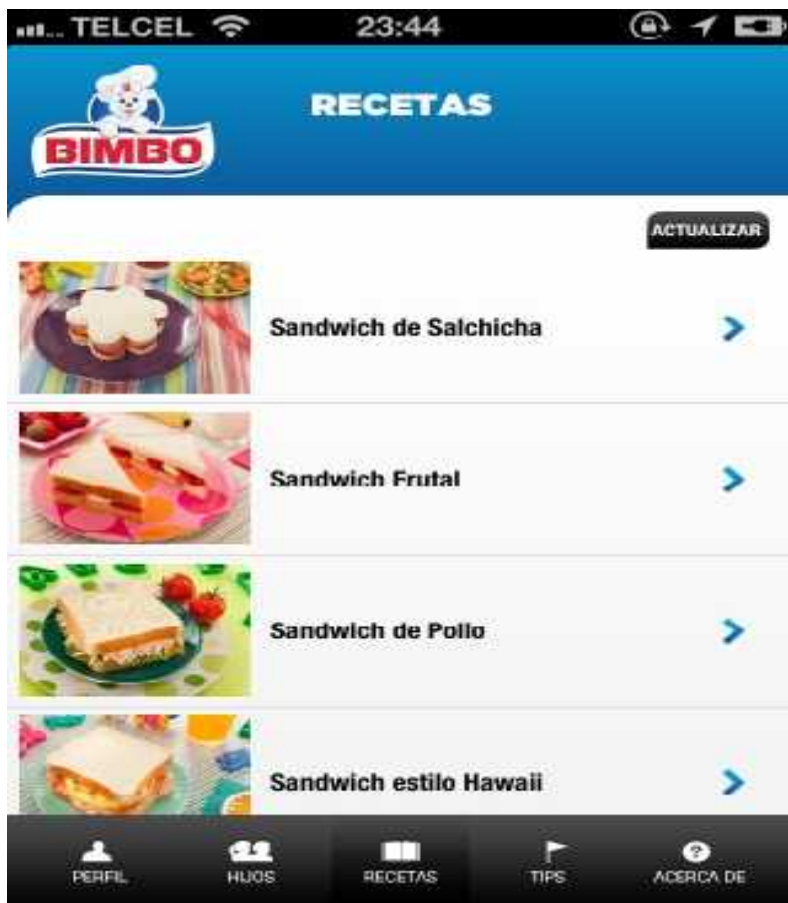 TELCEL 23:44
BIMBO
RECETAS
ACTUALIZAR
Sandwich de Salchicha
Sandwich Frutal
Sandwich de Pollo
Sandwich estilo Hawaii
PERFIL HIJOS RECETAS TIPS ACERCA DE